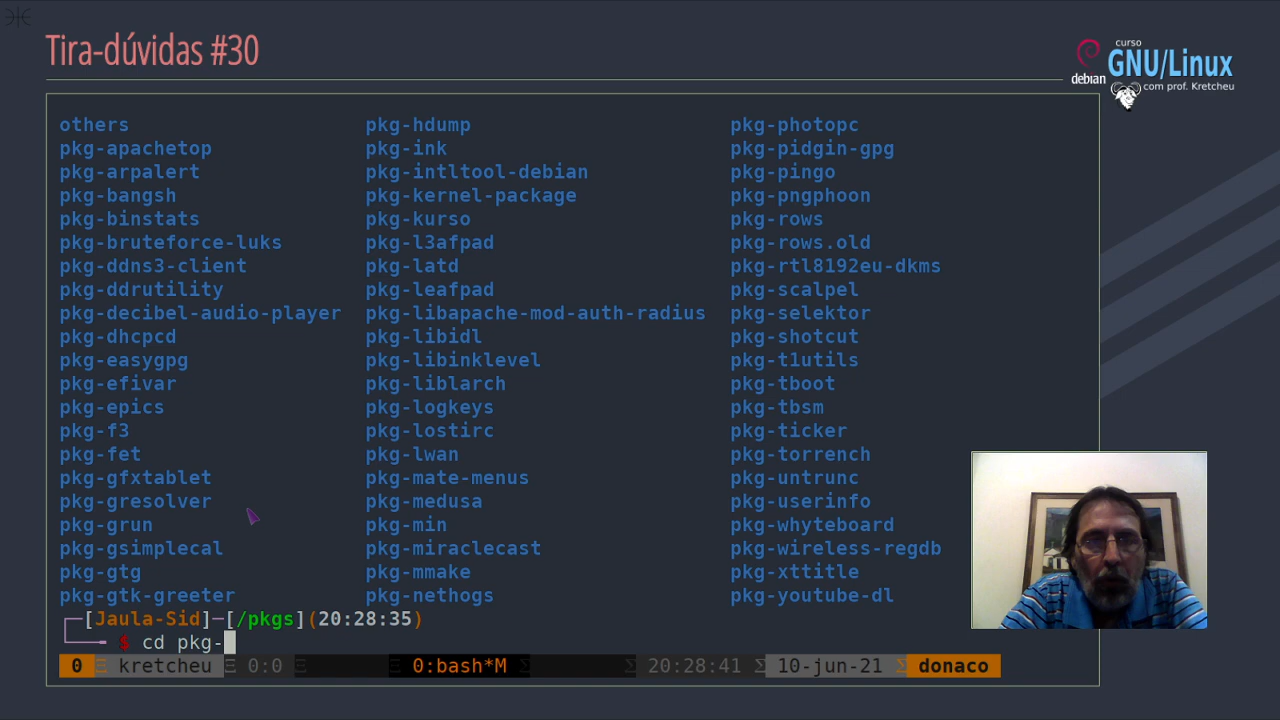 Tira-dúvidas #30
curso
GNU/Linux
debian
com prof. Kretcheu
others pkg-hdump pkg-photopc
pkg-apachetop pkg-ink pkg-pidgin-gpg
pkg-arpalert pkg-intltool-debian pkg-pingo
pkg-bangsh pkg-kernel-package pkg-pngphoon
pkg-binstats pkg-kurso pkg-rows
pkg-bruteforce-luks pkg-l3afpad pkg-rows.old
pkg-ddns3-client pkg-latd pkg-rtl8192eu-dkms
pkg-ddrutility pkg-leafpad pkg-scalpel
pkg-decibel-audio-player pkg-libapache-mod-auth-radius pkg-selektor
pkg-dhcpcd pkg-libidl pkg-shotcut
pkg-easygpg pkg-libinklevel pkg-t1utils
pkg-efivar pkg-liblarch pkg-tboot
pkg-epics pkg-logkeys pkg-tbsm
pkg-f3 pkg-lostirc pkg-ticker
pkg-fet pkg-lwan pkg-torrench
pkg-gfxtablet pkg-mate-menus pkg-untrunc
pkg-gresolver pkg-medusa pkg-userinfo
pkg-grun pkg-min pkg-whyteboard
pkg-gsimplecal pkg-miraclecast pkg-wireless-regdb
pkg-gtg pkg-mmake pkg-xttitle
pkg-gtk-greeter pkg-nethogs pkg-youtube-dl
┌─[Jaula-Sid]─[/pkgs](20:28:35)
└──╼ $ cd pkg-
0 Ξ kretcheu Ξ 0:0 Ξ Ξ 0:bash*M Σ Σ 20:28:41 Σ 10-jun-21 Σ donaco